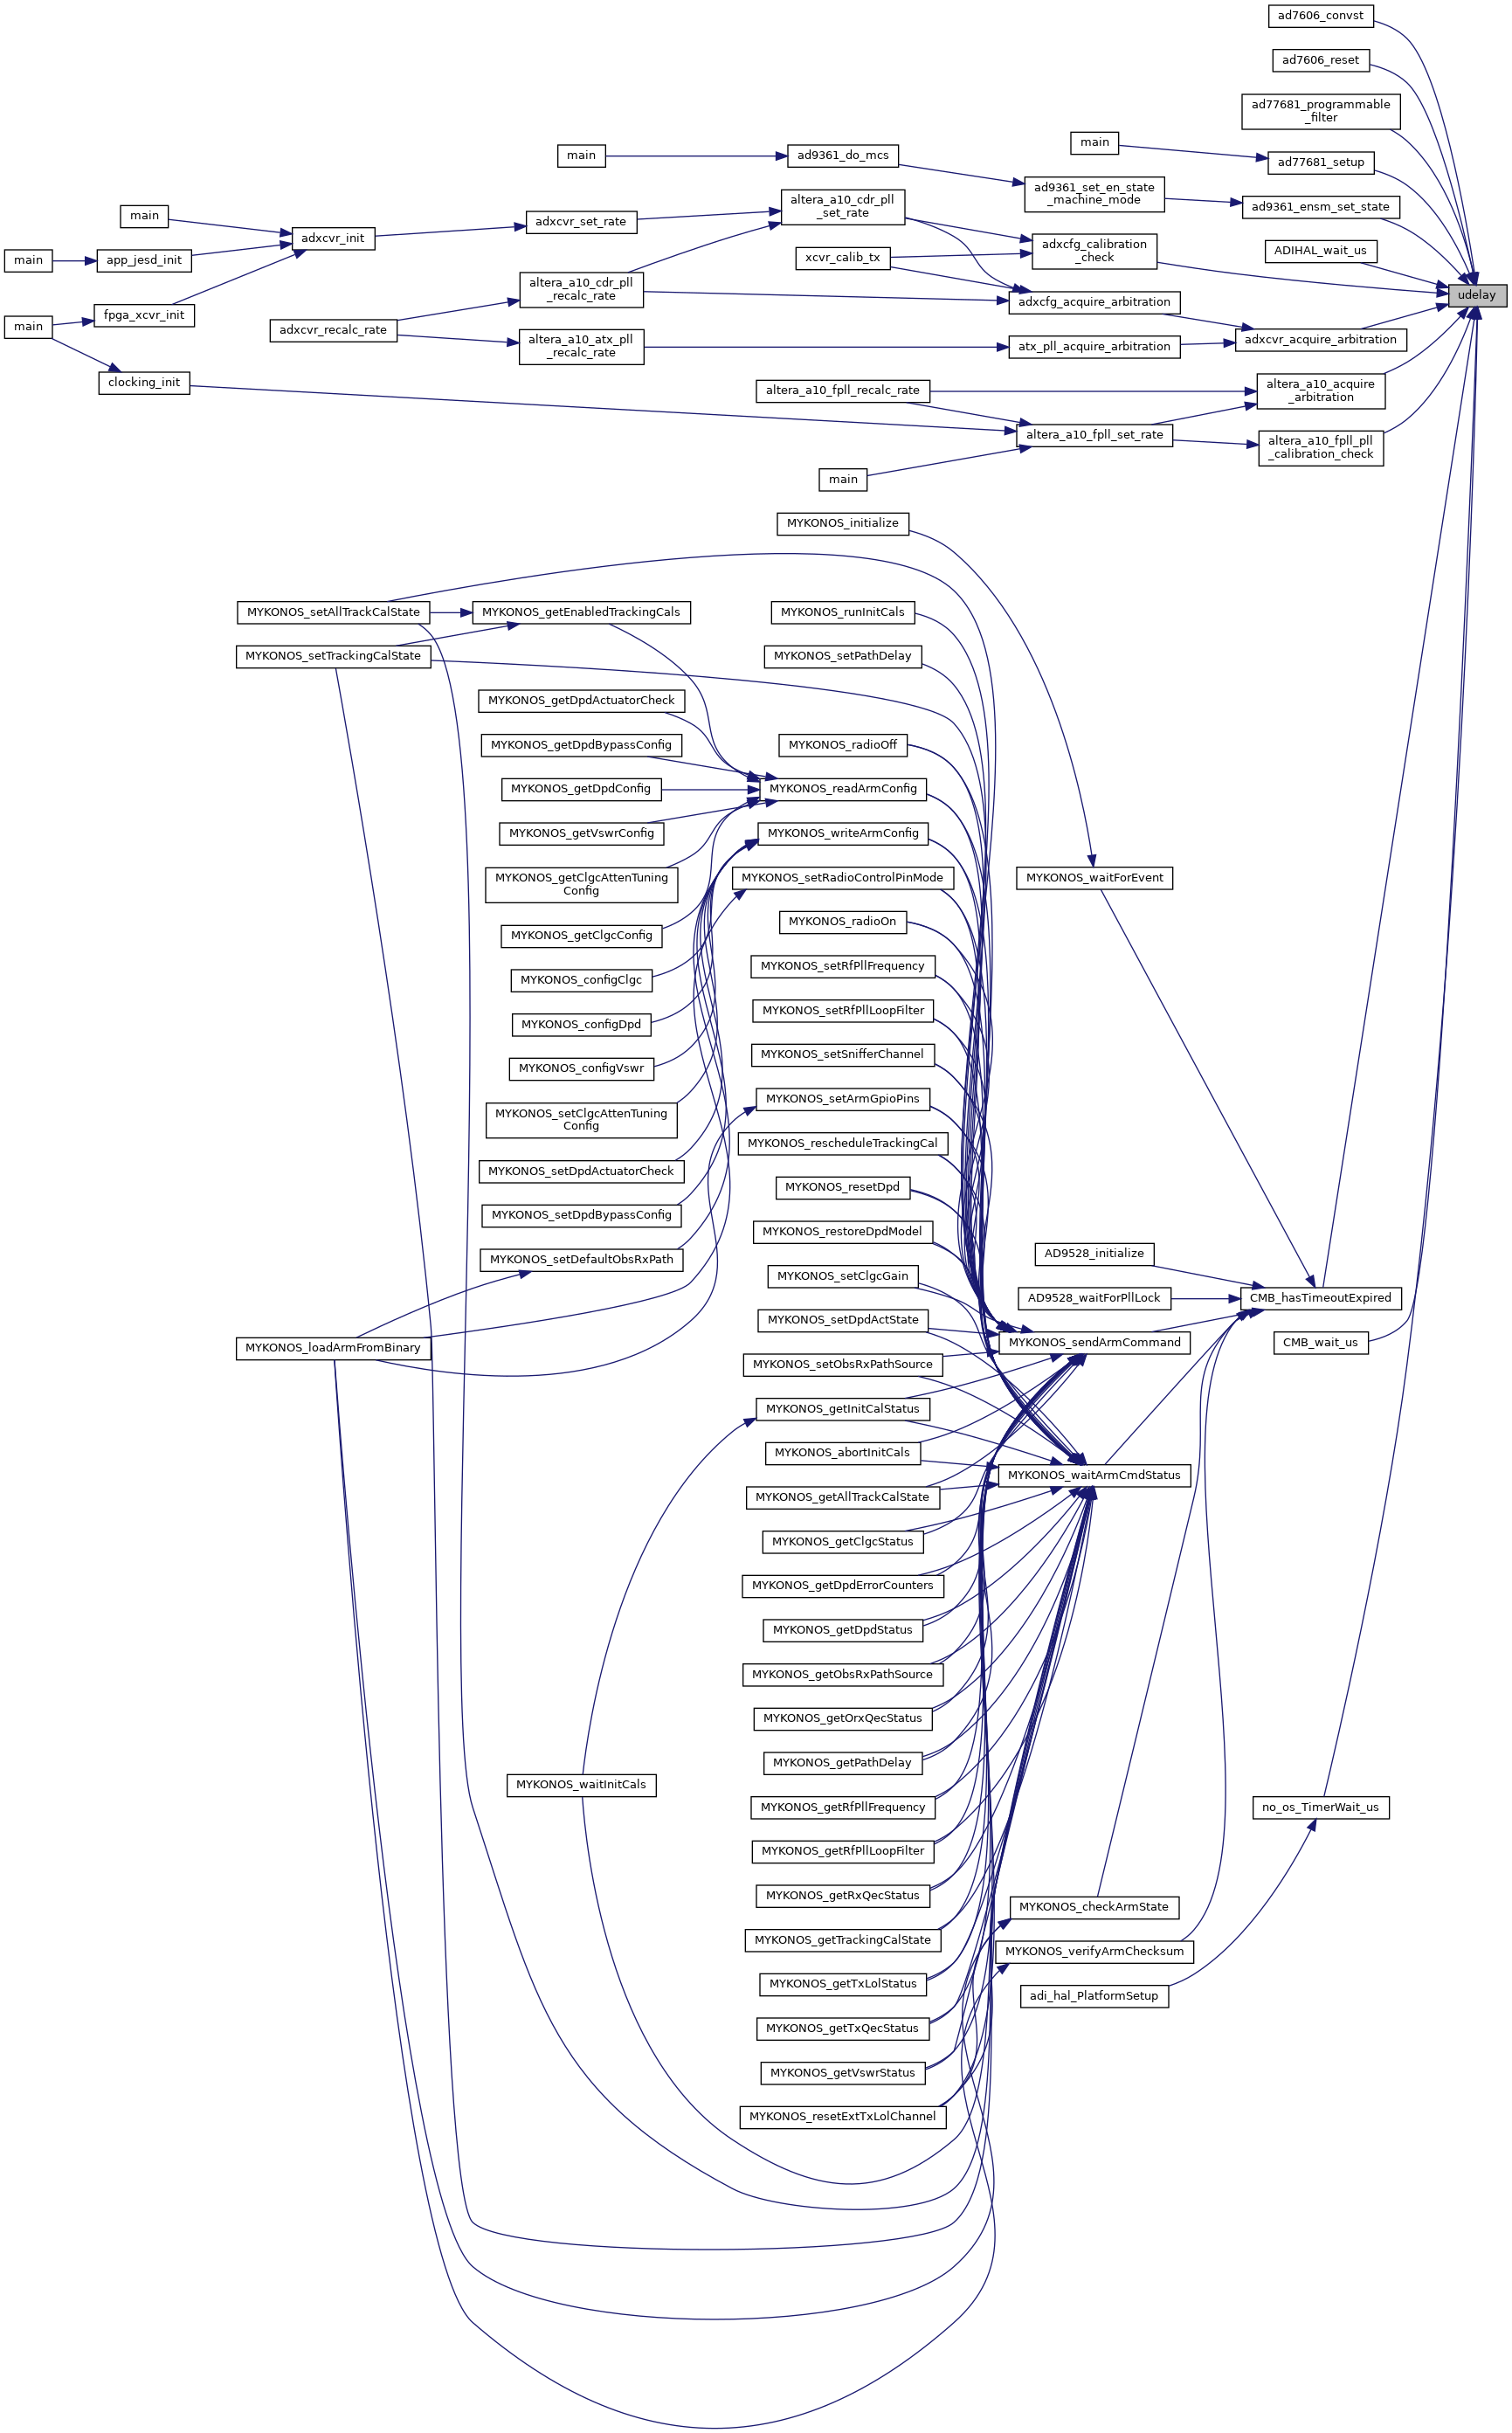 ad7606_convst
ad7606_reset
ad77681_programmable
_filter
main
ad77681_setup
main
ad9361_do_mcs
ad9361_set_en_state
_machine_mode
ad9361_ensm_set_state
altera_a10_cdr_pll
_set_rate
main
adxcvr_set_rate
adxcvr_init
main
app_jesd_init
xcvr_calib_tx
adxcfg_calibration
_check
ADIHAL_wait_us
udelay
altera_a10_cdr_pll
_recalc_rate
adxcfg_acquire_arbitration
fpga_xcvr_init
main
adxcvr_recalc_rate
altera_a10_atx_pll
_recalc_rate
atx_pll_acquire_arbitration
adxcvr_acquire_arbitration
clocking_init
altera_a10_fpll_recalc_rate
altera_a10_acquire
_arbitration
altera_a10_fpll_set_rate
altera_a10_fpll_pll
_calibration_check
main
MYKONOS_initialize
MYKONOS_setAllTrackCalState
MYKONOS_getEnabledTrackingCals
MYKONOS_runInitCals
MYKONOS_setTrackingCalState
MYKONOS_setPathDelay
MYKONOS_getDpdActuatorCheck
MYKONOS_getDpdBypassConfig
MYKONOS_radioOff
MYKONOS_getDpdConfig
MYKONOS_readArmConfig
MYKONOS_getVswrConfig
MYKONOS_writeArmConfig
MYKONOS_getClgcAttenTuning
Config
MYKONOS_setRadioControlPinMode
MYKONOS_waitForEvent
MYKONOS_getClgcConfig
MYKONOS_radioOn
MYKONOS_configClgc
MYKONOS_setRfPllFrequency
MYKONOS_configDpd
MYKONOS_setRfPllLoopFilter
MYKONOS_configVswr
MYKONOS_setSnifferChannel
MYKONOS_setClgcAttenTuning
Config
MYKONOS_setArmGpioPins
MYKONOS_setDpdActuatorCheck
MYKONOS_rescheduleTrackingCal
MYKONOS_setDpdBypassConfig
MYKONOS_resetDpd
MYKONOS_setDefaultObsRxPath
MYKONOS_restoreDpdModel
AD9528_initialize
MYKONOS_setClgcGain
AD9528_waitForPllLock
CMB_hasTimeoutExpired
MYKONOS_loadArmFromBinary
MYKONOS_setDpdActState
MYKONOS_sendArmCommand
CMB_wait_us
MYKONOS_setObsRxPathSource
MYKONOS_getInitCalStatus
MYKONOS_abortInitCals
MYKONOS_waitArmCmdStatus
MYKONOS_getAllTrackCalState
MYKONOS_getClgcStatus
MYKONOS_getDpdErrorCounters
MYKONOS_getDpdStatus
MYKONOS_getObsRxPathSource
MYKONOS_getOrxQecStatus
MYKONOS_getPathDelay
MYKONOS_waitInitCals
MYKONOS_getRfPllFrequency
no_os_TimerWait_us
MYKONOS_getRfPllLoopFilter
MYKONOS_getRxQecStatus
MYKONOS_checkArmState
MYKONOS_getTrackingCalState
MYKONOS_verifyArmChecksum
MYKONOS_getTxLolStatus
adi_hal_PlatformSetup
MYKONOS_getTxQecStatus
MYKONOS_getVswrStatus
MYKONOS_resetExtTxLolChannel